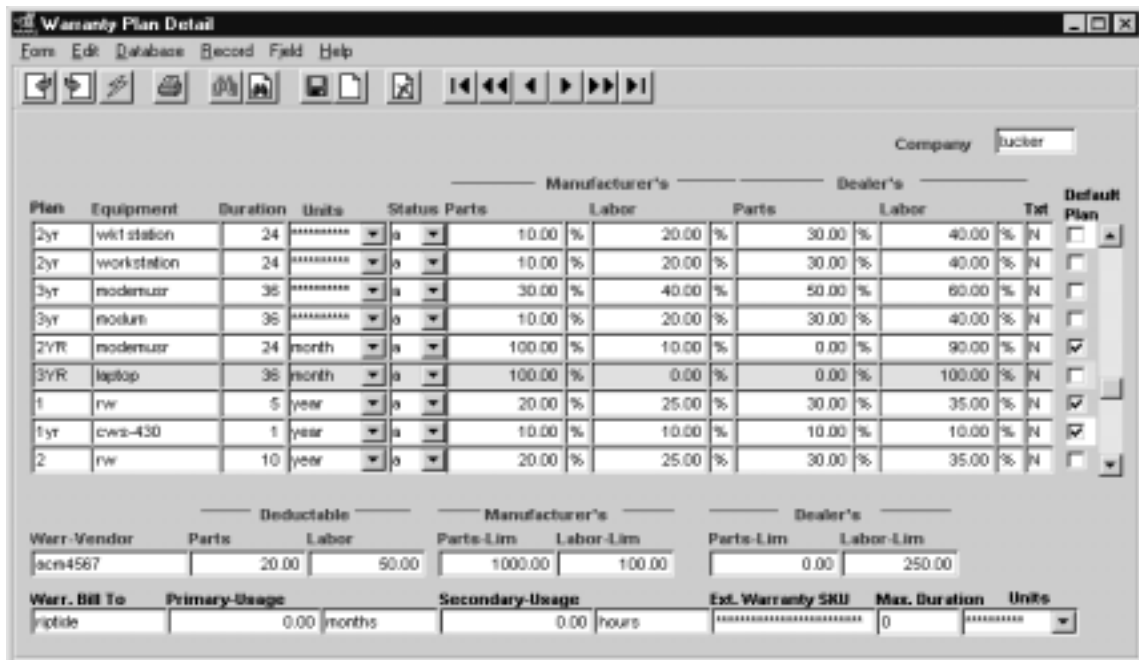 Warranty Plan Detail
Form Edit Database Record Field Help
Company tucker
Manufacturer's Dealer's
Plan Equipment Duration Units Status Parts Labor Parts Labor Txt Default Plan
2yr wk1station 24 ********** a 10.00 % 20.00 % 30.00 % 40.00 % N
2yr workstation 24 ********** a 10.00 % 20.00 % 30.00 % 40.00 % N
3yr modemusr 36 ********** a 30.00 % 40.00 % 50.00 % 60.00 % N
3yr modum 36 ********** a 10.00 % 20.00 % 30.00 % 40.00 % N
2YR modemusr 24 month a 100.00 % 10.00 % 0.00 % 90.00 % N
3YR laptop 36 month a 100.00 % 0.00 % 0.00 % 100.00 % N
1 rw 5 year a 20.00 % 25.00 % 30.00 % 35.00 % N
1yr cws-430 1 year a 10.00 % 10.00 % 10.00 % 10.00 % N
2 rw 10 year a 20.00 % 25.00 % 30.00 % 35.00 % N
Deductable Manufacturer's Dealer's
Warr-Vendor Parts Labor Parts-Lim Labor-Lim Parts-Lim Labor-Lim
acm4567 20.00 50.00 1000.00 100.00 0.00 250.00
Warr. Bill To Primary-Usage Secondary-Usage Ext. Warranty SKU Max. Duration Units
riptide 0.00 months 0.00 hours ************************* 0 **********